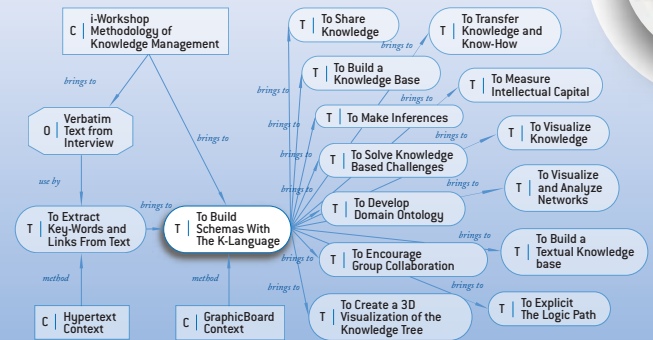 C i-Workshop
Methodology of
Knowledge Management
brings to
brings to
O Verbatim
Text from
Interview
use by
T To Extract
Key-Words and
Links From Text
brings to
T To Build
Schemas With
The K-Language
method
method
C Hypertext
Context
C GraphicBoard
Context
T To Share
Knowledge
brings to
T To Transfer
Knowledge and
Know-How
T To Build a
Knowledge Base
brings to
brings to
T To Measure
Intellectual Capital
T To Make Inferences
brings to
brings to
T To Visualize
Knowledge
T To Solve Knowledge
Based Challenges
brings to
brings to
T To Visualize
and Analyze
Networks
T To Develop
Domain Ontology
brings to
brings to
T To Build a
Textual Knowledge
base
T To Encourage
Group Collaboration
brings to
brings to
T To Explicit
The Logic Path
T To Create a 3D
Visualization of the
Knowledge Tree
brings to